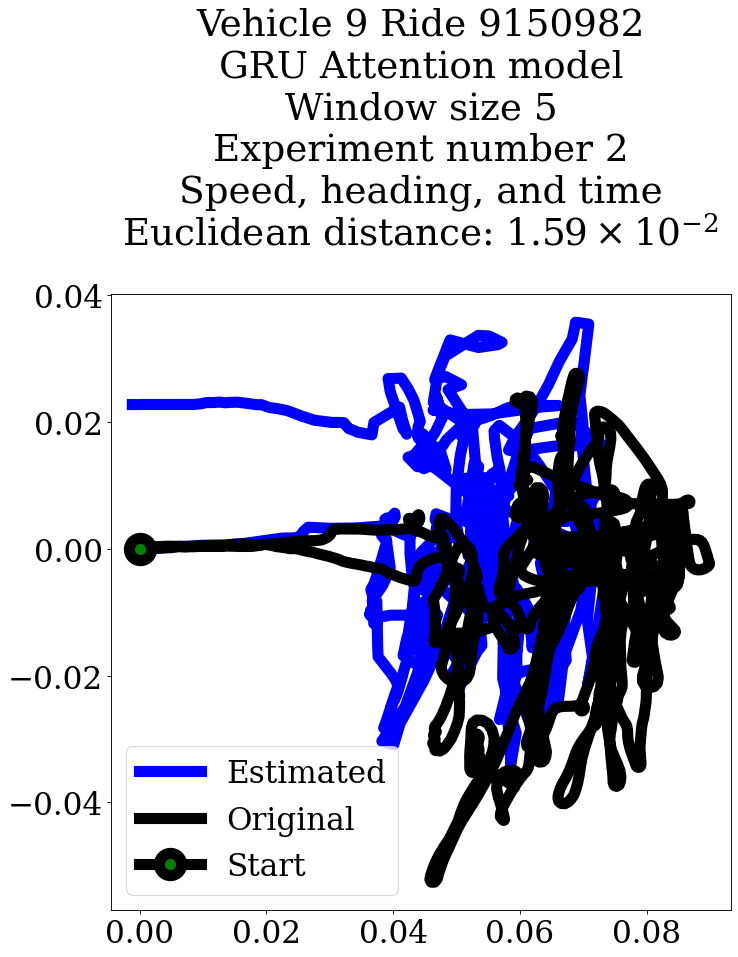 Vehicle 9 Ride 9150982
GRU Attention model
Window size 5
Experiment number 2
Speed, heading, and time
Euclidean distance: 1.59 × 10⁻²
0.04
0.02
0.00
−0.02
−0.04
Estimated
Original
Start
0.00 0.02 0.04 0.06 0.08